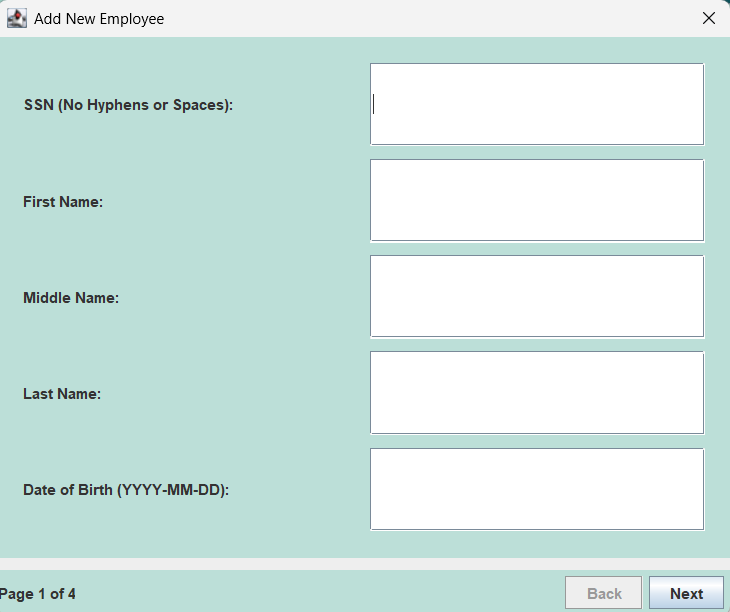 Add New Employee
SSN (No Hyphens or Spaces):
First Name:
Middle Name:
Last Name:
Date of Birth (YYYY-MM-DD):
Page 1 of 4
Back
Next